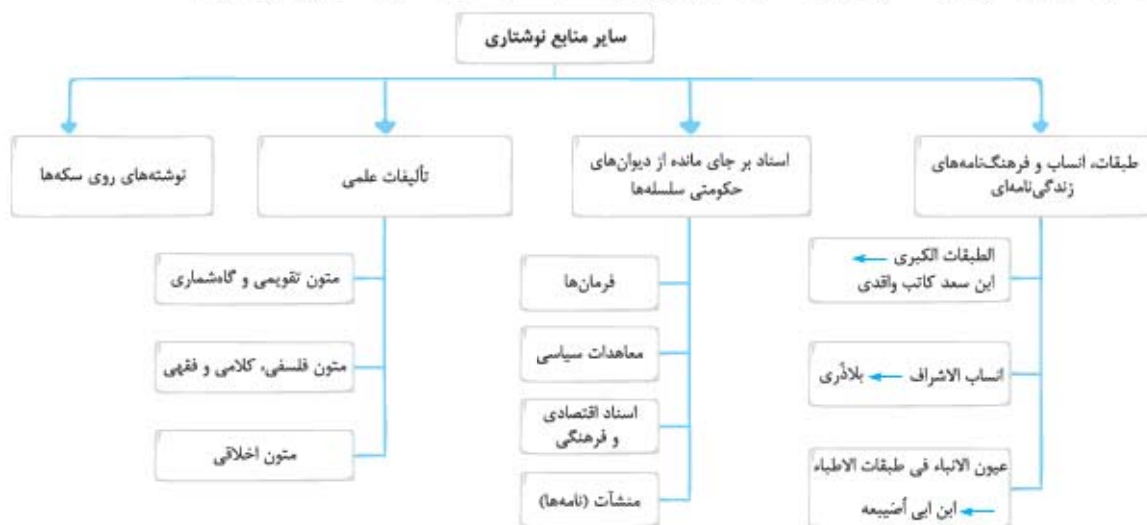 سایر منابع نوشتاری
طبقات، انساب و فرهنگ‌نامه‌های
زندگی‌نامه‌ای
اسناد بر جای مانده از دیوان‌های
حکومتی سلسله‌ها
تألیفات علمی
نوشته‌های روی سکه‌ها
الطبقات الکبری ←
ابن سعد کاتب واقدی
انساب الاشراف ← بلاذُری
عیون الانباء فی طبقات الاطباء
← ابن ابی اُصَیبعه
فرمان‌ها
معاهدات سیاسی
اسناد اقتصادی
و فرهنگی
منشآت (نامه‌ها)
متون تقویمی و گاه‌شماری
متون فلسفی، کلامی و فقهی
متون اخلاقی